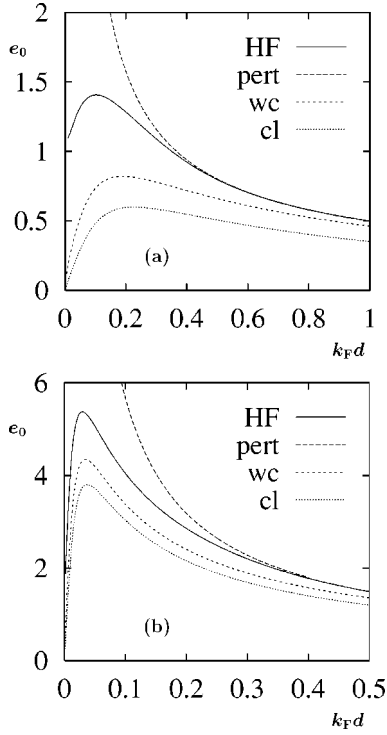 2
HF
e₀
pert
1.5
wc
cl
1
0.5
(a)
0
0 0.2 0.4 0.6 0.8 1
k_F d
6
HF
e₀
pert
wc
4
cl
2
(b)
0
0 0.1 0.2 0.3 0.4 0.5
k_F d